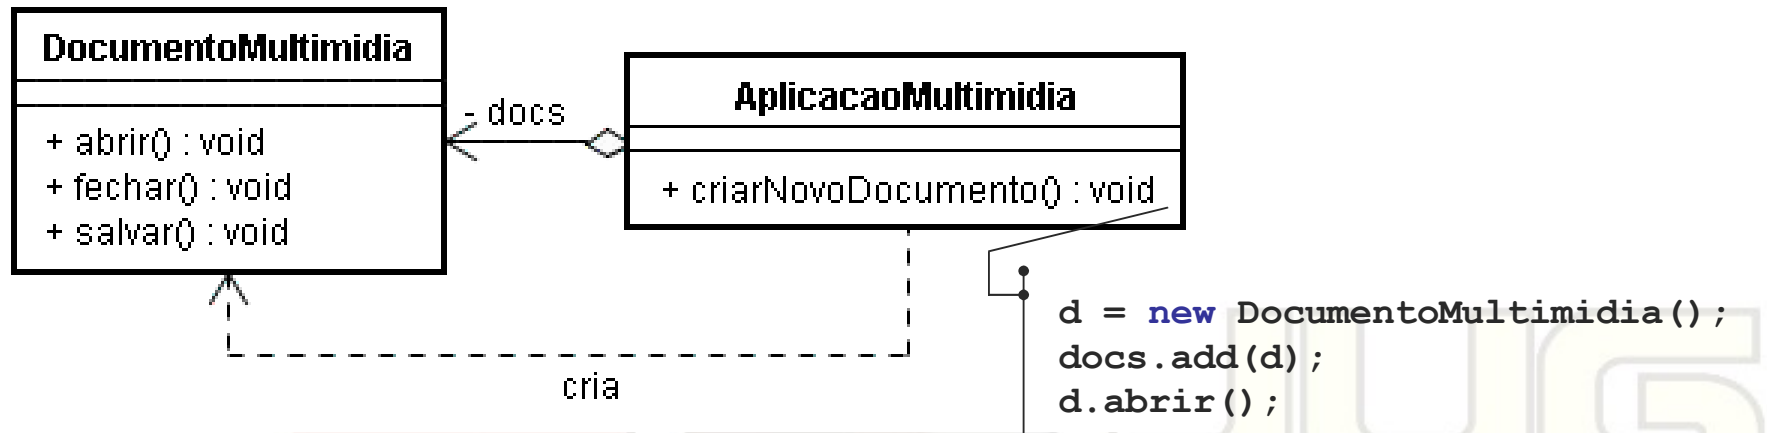 DocumentoMultimidia
+ abrir() : void
+ fechar() : void
+ salvar() : void
- docs
AplicacaoMultimidia
+ criarNovoDocumento() : void
cria
d = new DocumentoMultimidia();
docs.add(d);
d.abrir();